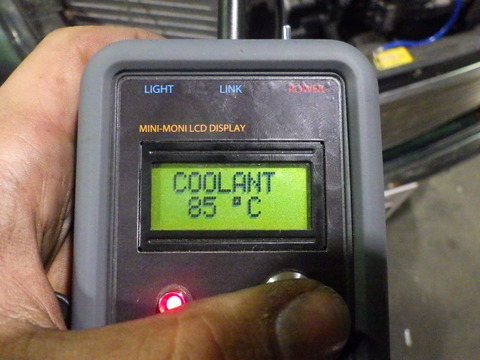 LIGHT LINK POWER
MINI-MONI LCD DISPLAY
COOLANT
85 °C